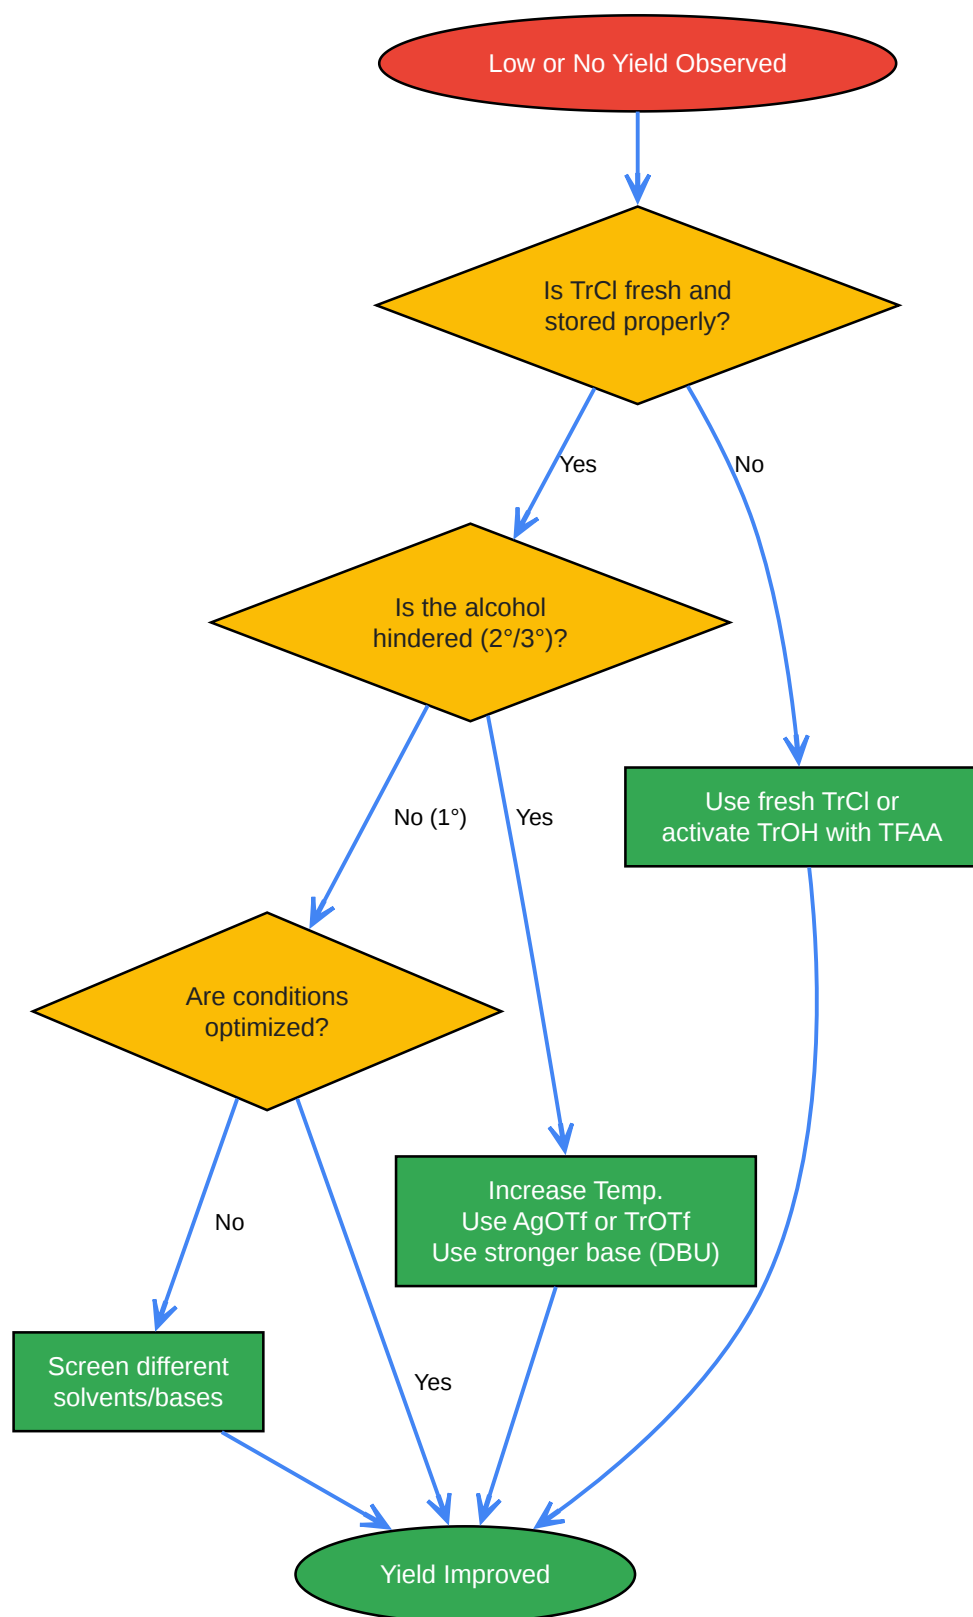 Low or No Yield Observed
Is TrCl fresh and
stored properly?
Yes
No
Is the alcohol
hindered (2°/3°)?
Use fresh TrCl or
activate TrOH with TFAA
No (1°)
Yes
Are conditions
optimized?
Increase Temp.
Use AgOTf or TrOTf
Use stronger base (DBU)
No
Screen different
solvents/bases
Yes
Yield Improved